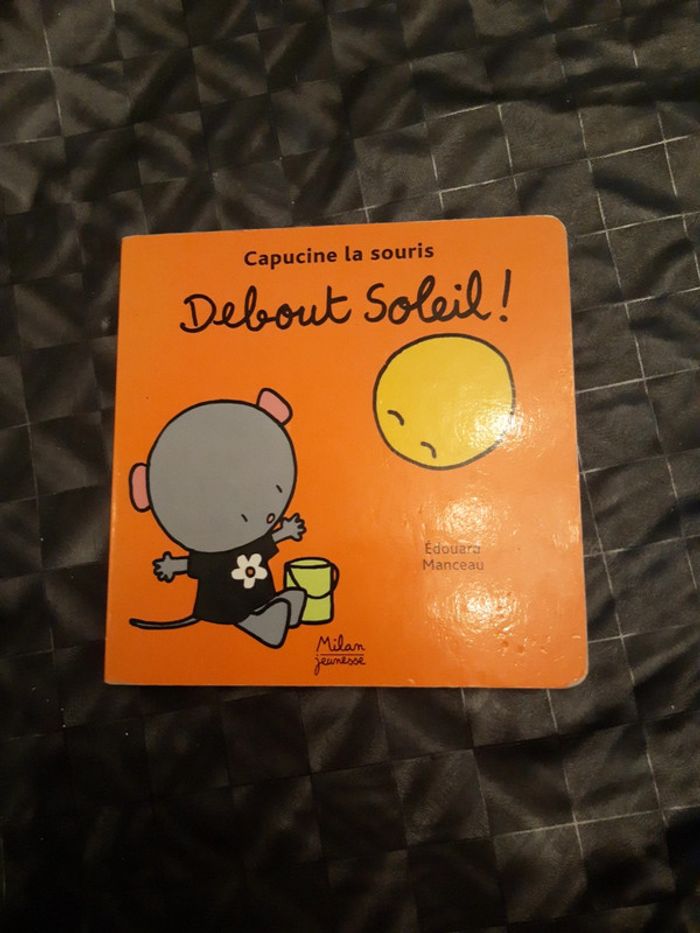 Capucine la souris
Debout Soleil !
Édouard
Manceau
Milan
jeunesse